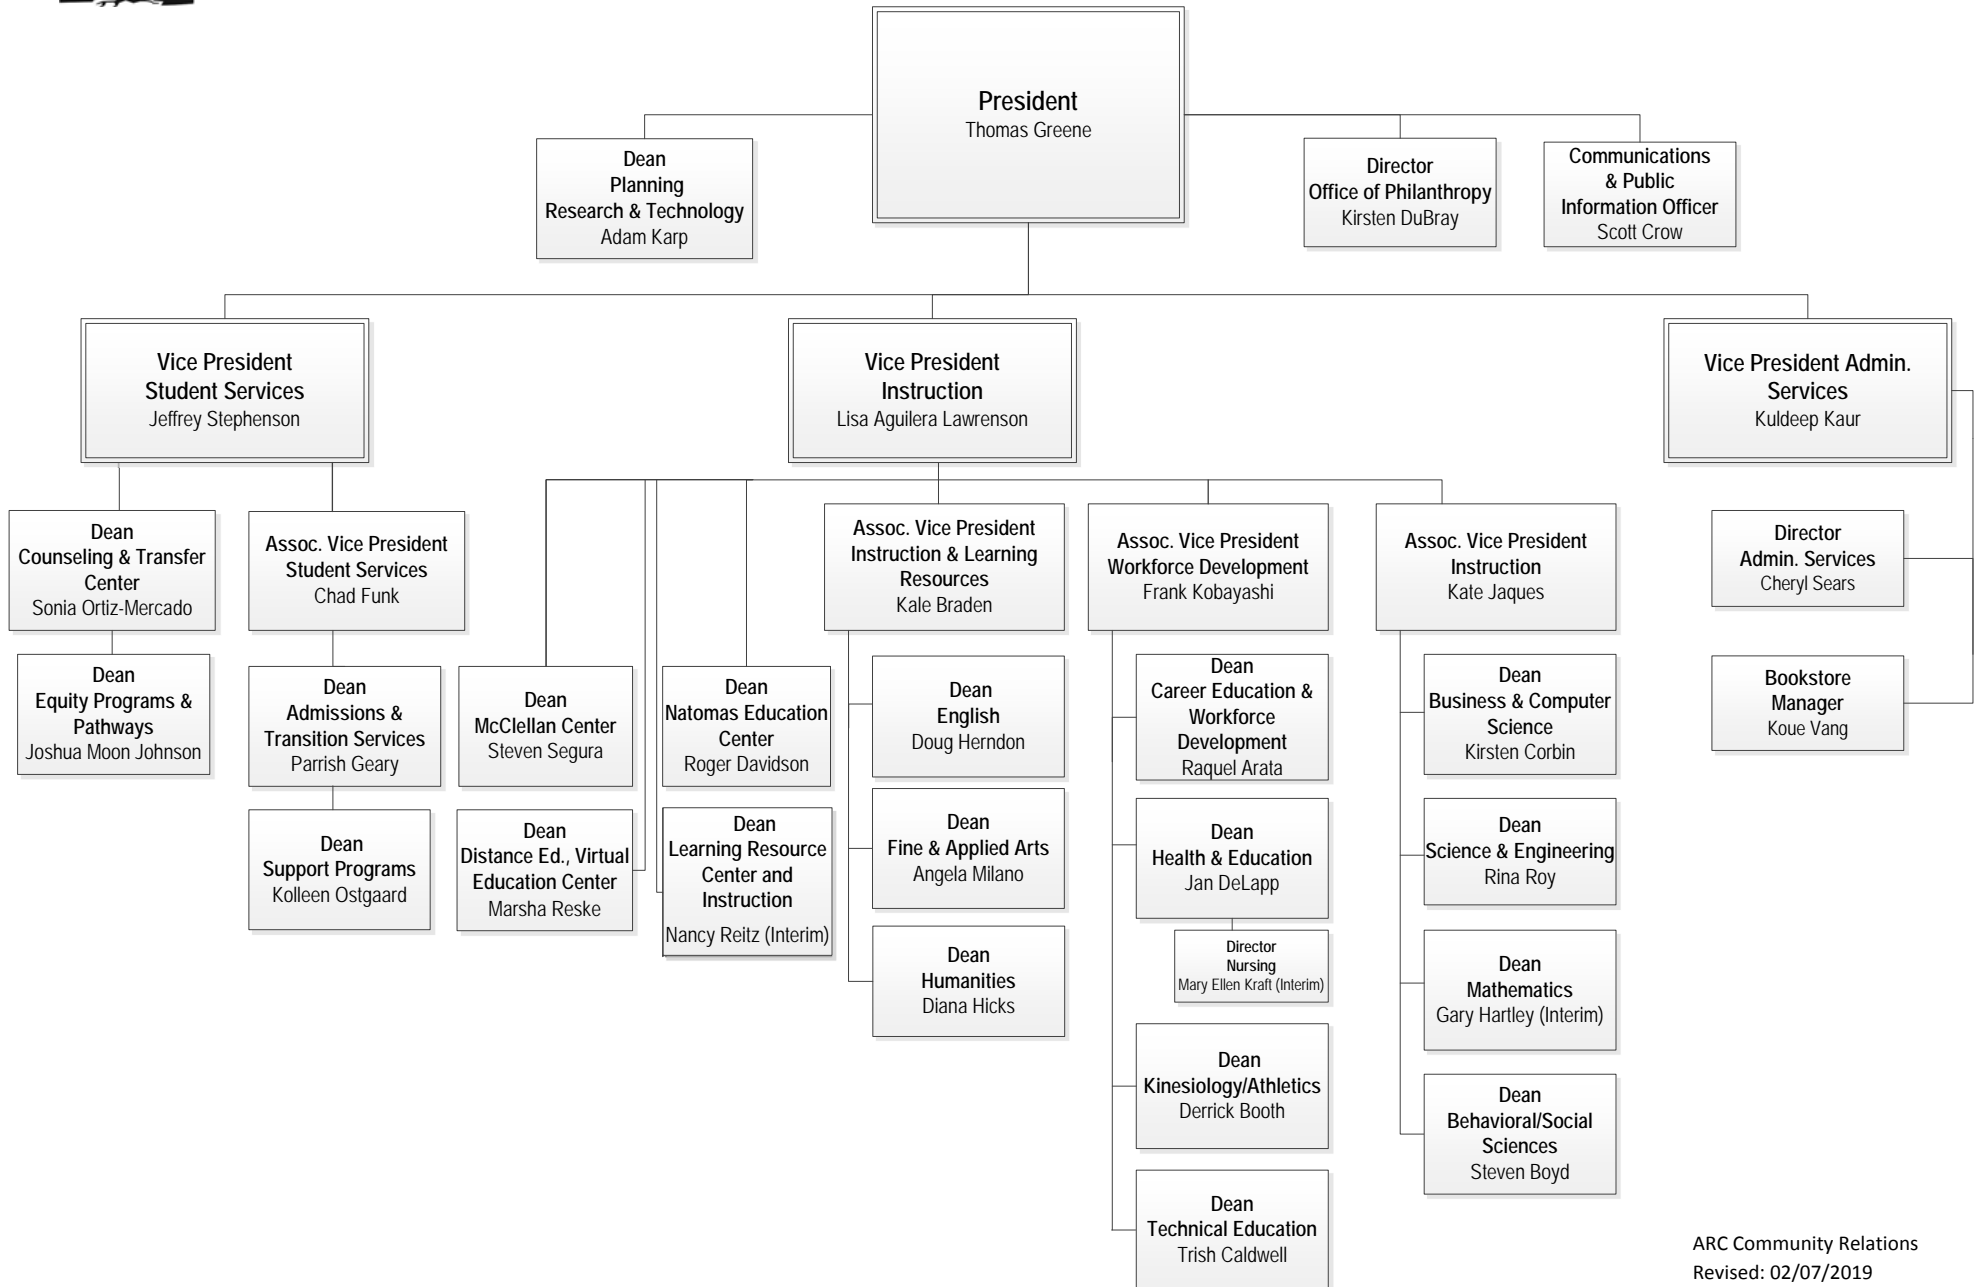 President
Thomas Greene
Dean
Planning
Research & Technology
Adam Karp
Director
Office of Philanthropy
Kirsten DuBray
Communications
& Public
Information Officer
Scott Crow
Vice President
Student Services
Jeffrey Stephenson
Vice President
Instruction
Lisa Aguilera Lawrenson
Vice President Admin.
Services
Kuldeep Kaur
Dean
Counseling & Transfer
Center
Sonia Ortiz-Mercado
Assoc. Vice President
Student Services
Chad Funk
Assoc. Vice President
Instruction & Learning
Resources
Kale Braden
Assoc. Vice President
Workforce Development
Frank Kobayashi
Assoc. Vice President
Instruction
Kate Jaques
Director
Admin. Services
Cheryl Sears
Dean
Equity Programs &
Pathways
Joshua Moon Johnson
Dean
Admissions &
Transition Services
Parrish Geary
Dean
McClellan Center
Steven Segura
Dean
Natomas Education
Center
Roger Davidson
Dean
English
Doug Herndon
Dean
Career Education &
Workforce
Development
Raquel Arata
Dean
Business & Computer
Science
Kirsten Corbin
Bookstore
Manager
Koue Vang
Dean
Support Programs
Kolleen Ostgaard
Dean
Distance Ed., Virtual
Education Center
Marsha Reske
Dean
Learning Resource
Center and
Instruction
Nancy Reitz (Interim)
Dean
Fine & Applied Arts
Angela Milano
Dean
Health & Education
Jan DeLapp
Dean
Science & Engineering
Rina Roy
Dean
Humanities
Diana Hicks
Director
Nursing
Mary Ellen Kraft (Interim)
Dean
Mathematics
Gary Hartley (Interim)
Dean
Kinesiology/Athletics
Derrick Booth
Dean
Behavioral/Social
Sciences
Steven Boyd
Dean
Technical Education
Trish Caldwell
ARC Community Relations
Revised: 02/07/2019